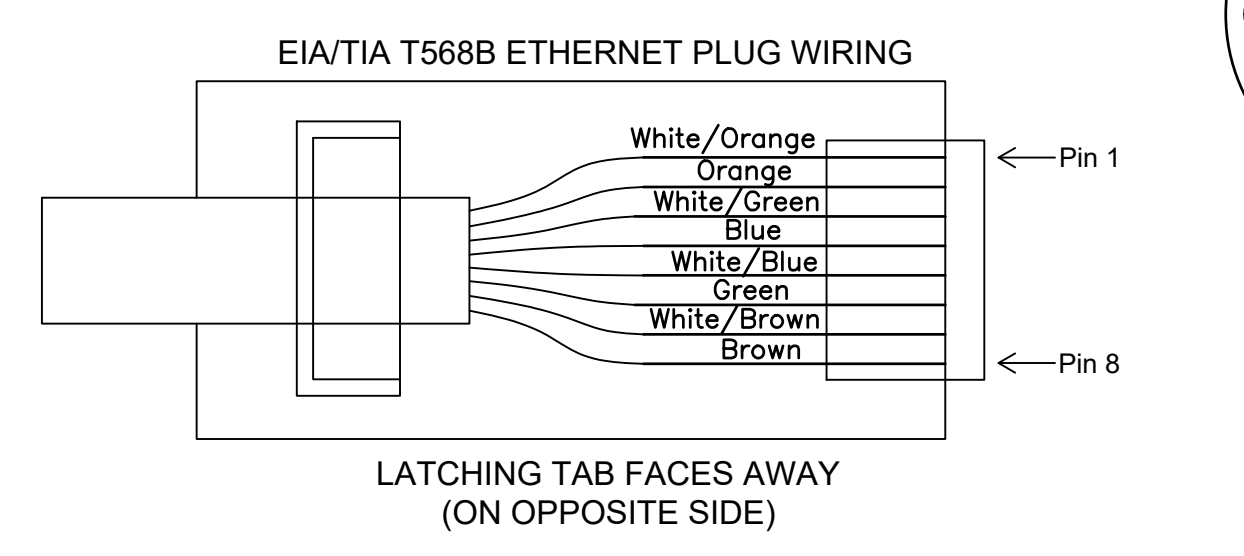 EIA/TIA T568B ETHERNET PLUG WIRING
White/Orange
Pin 1
Orange
White/Green
Blue
White/Blue
Green
White/Brown
Brown
Pin 8
LATCHING TAB FACES AWAY
(ON OPPOSITE SIDE)